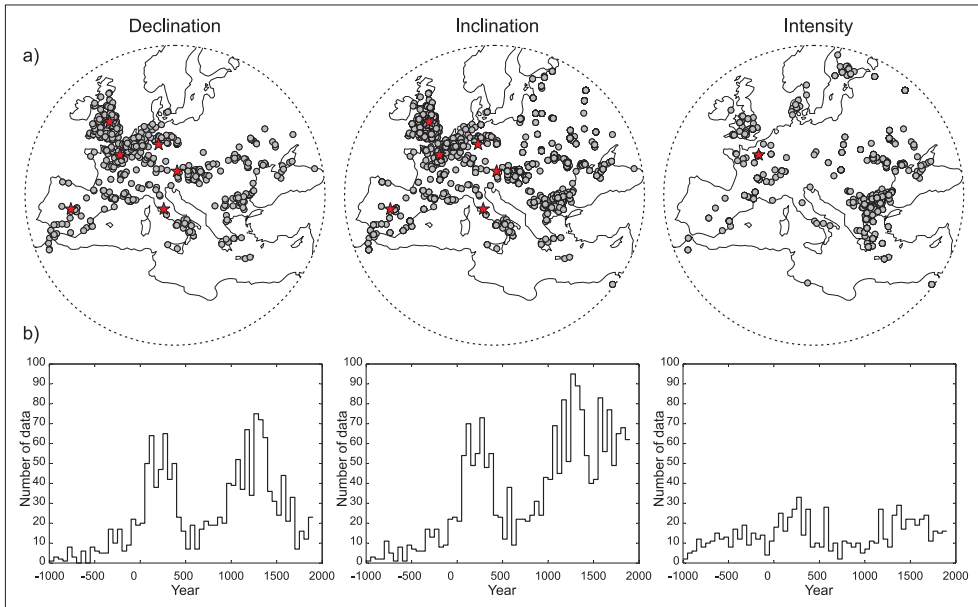 Declination Inclination Intensity
a)
b)
100 100 100
90 90 90
80 80 80
70 70 70
60 60 60
50 50 50
40 40 40
30 30 30
20 20 20
10 10 10
0 0 0
Number of data Number of data Number of data
-1000 -500 0 500 1000 1500 2000 -1000 -500 0 500 1000 1500 2000 -1000 -500 0 500 1000 1500 2000
Year Year Year